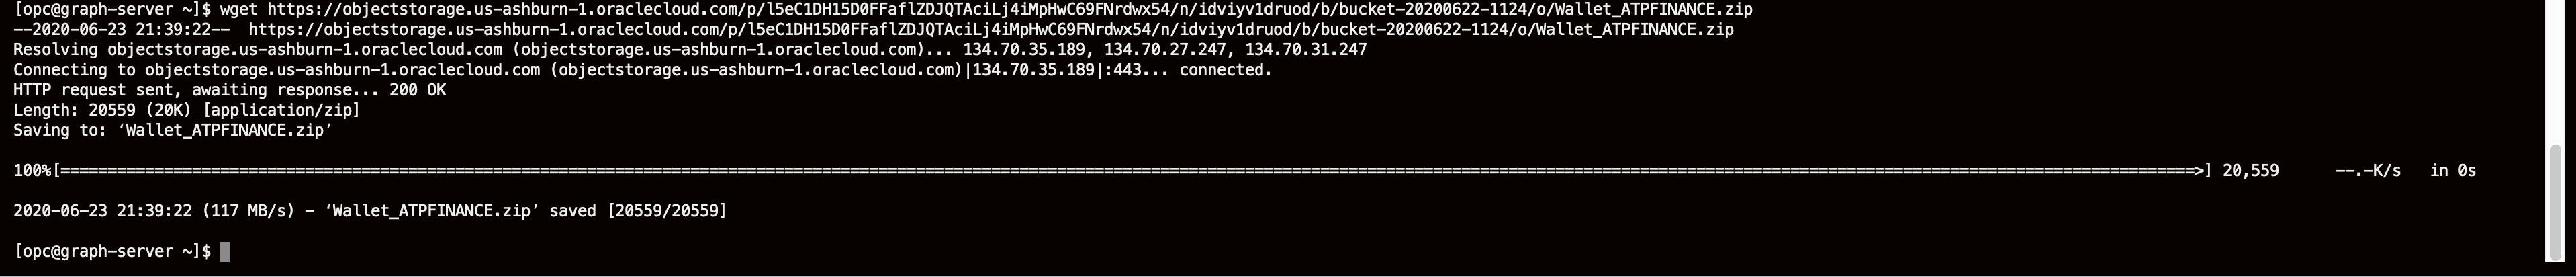 [opc@graph-server ~]$ wget https://objectstorage.us-ashburn-1.oraclecloud.com/p/l5eC1DH15D0FFaflZDJQTAciLj4iMpHwC69FNrdwx54/n/idviyv1druod/b/bucket-20200622-1124/o/Wallet_ATPFINANCE.zip
--2020-06-23 21:39:22--  https://objectstorage.us-ashburn-1.oraclecloud.com/p/l5eC1DH15D0FFaflZDJQTAciLj4iMpHwC69FNrdwx54/n/idviyv1druod/b/bucket-20200622-1124/o/Wallet_ATPFINANCE.zip
Resolving objectstorage.us-ashburn-1.oraclecloud.com (objectstorage.us-ashburn-1.oraclecloud.com)... 134.70.35.189, 134.70.27.247, 134.70.31.247
Connecting to objectstorage.us-ashburn-1.oraclecloud.com (objectstorage.us-ashburn-1.oraclecloud.com)|134.70.35.189|:443... connected.
HTTP request sent, awaiting response... 200 OK
Length: 20559 (20K) [application/zip]
Saving to: ‘Wallet_ATPFINANCE.zip’
100%[===================================================================================================>] 20,559      --.-K/s   in 0s
2020-06-23 21:39:22 (117 MB/s) - ‘Wallet_ATPFINANCE.zip’ saved [20559/20559]
[opc@graph-server ~]$